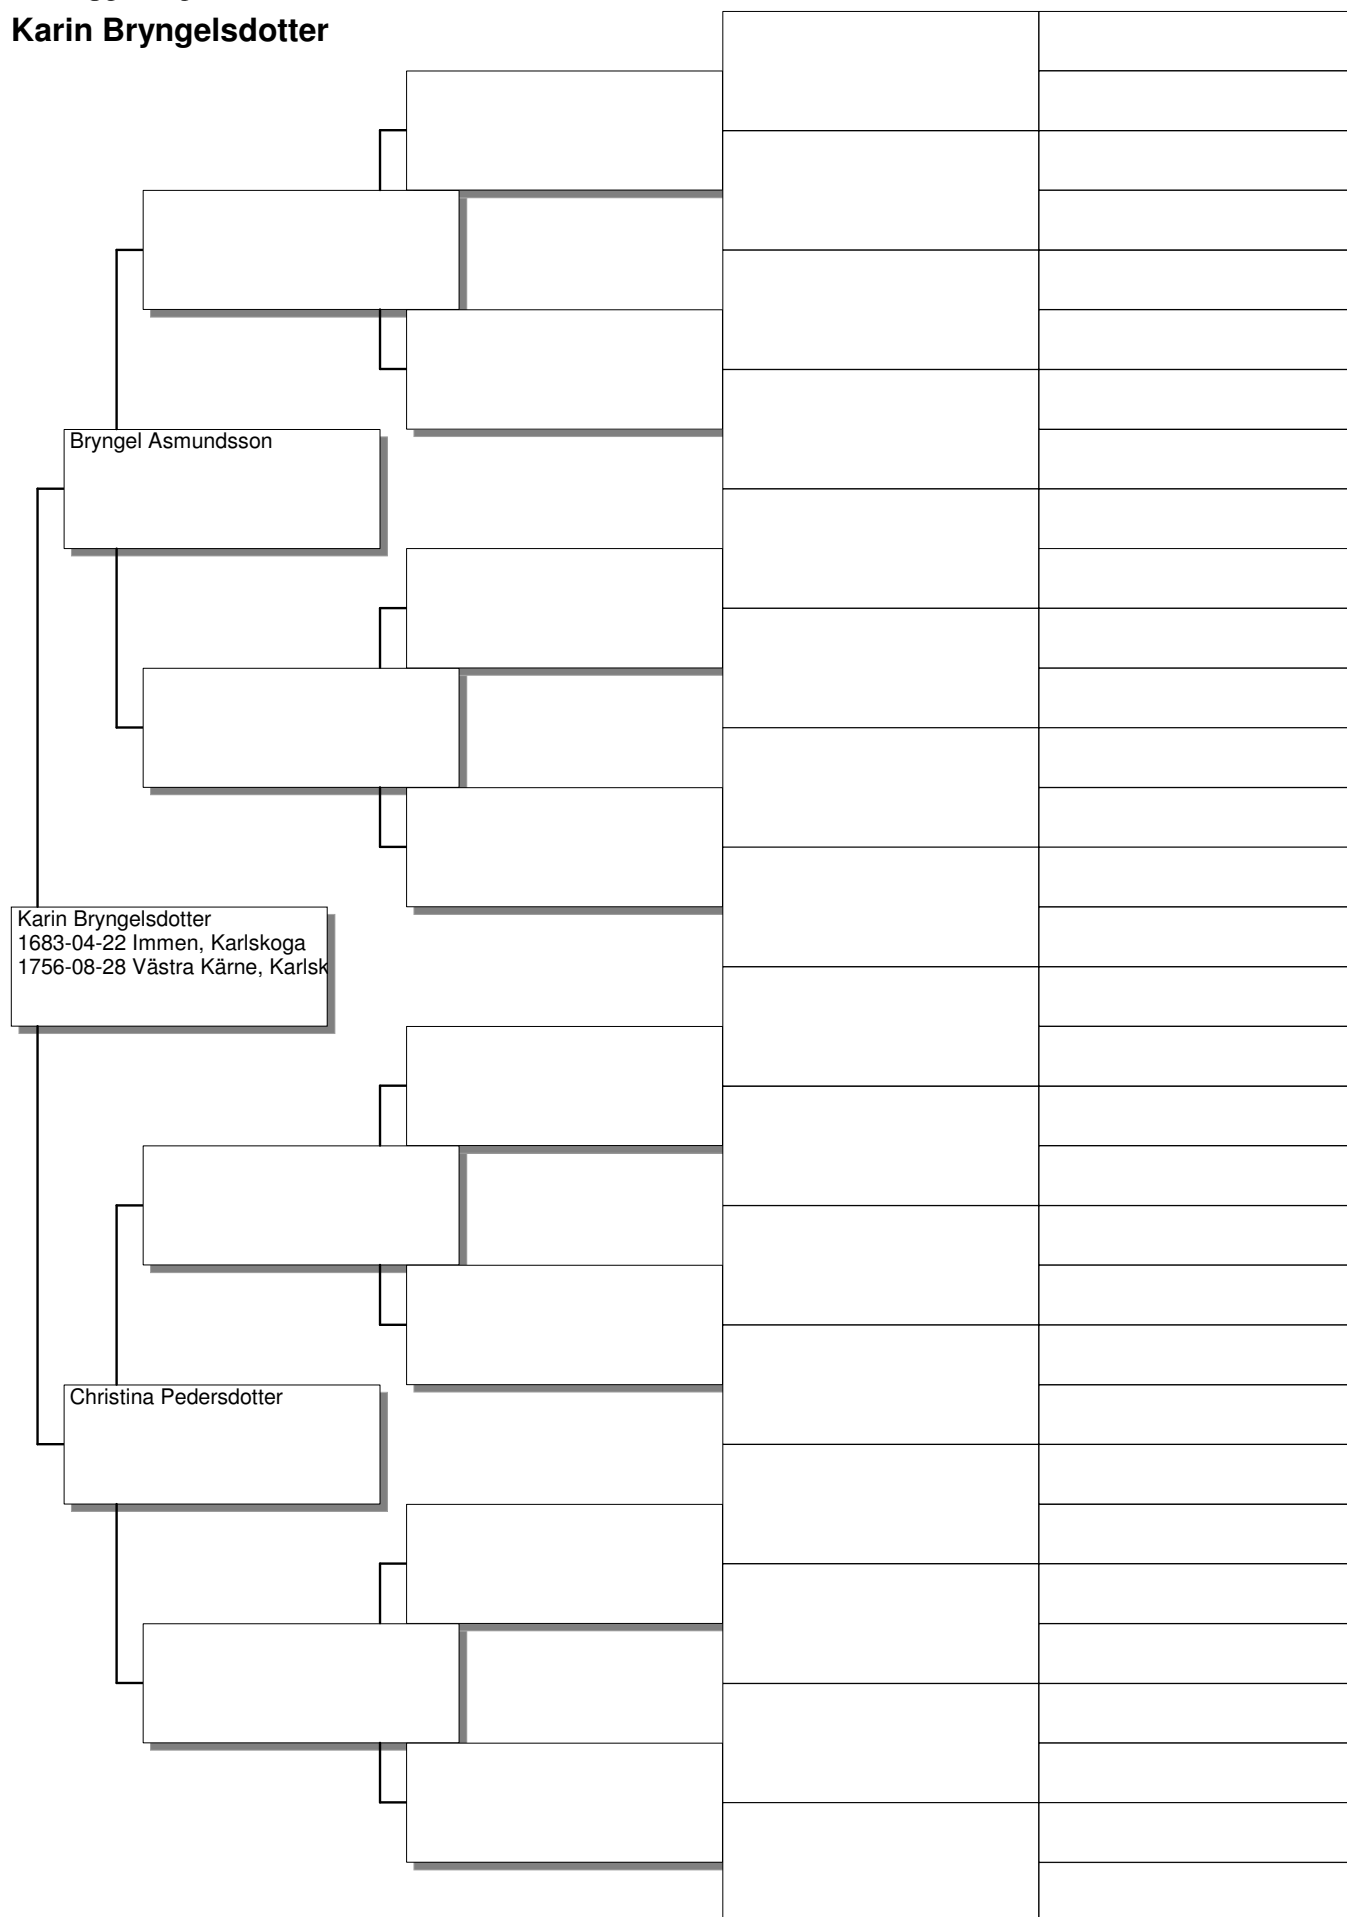 Karin Bryngelsdotter
Bryngel Asmundsson
Karin Bryngelsdotter
1683-04-22 Immen, Karlskoga
1756-08-28 Västra Kärne, Karlsk
Christina Pedersdotter